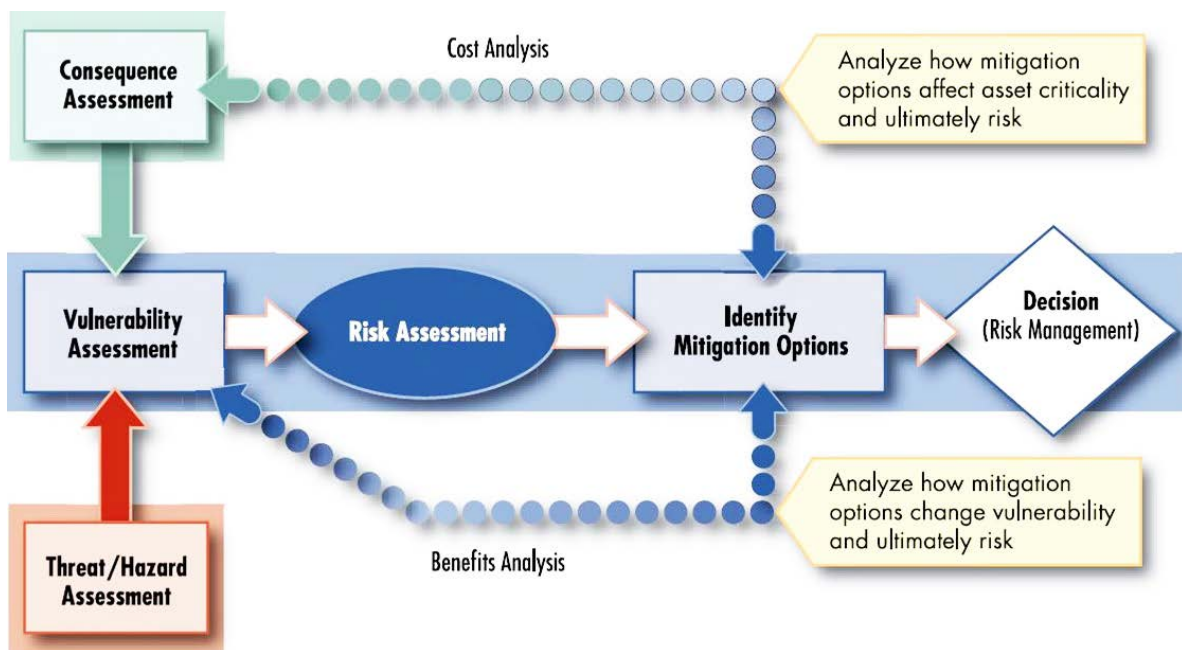 Cost Analysis
Consequence
Assessment
Analyze how mitigation
options affect asset criticality
and ultimately risk
Vulnerability
Assessment
Risk Assessment
Identify
Mitigation Options
Decision
(Risk Management)
Threat/Hazard
Assessment
Benefits Analysis
Analyze how mitigation
options change vulnerability
and ultimately risk